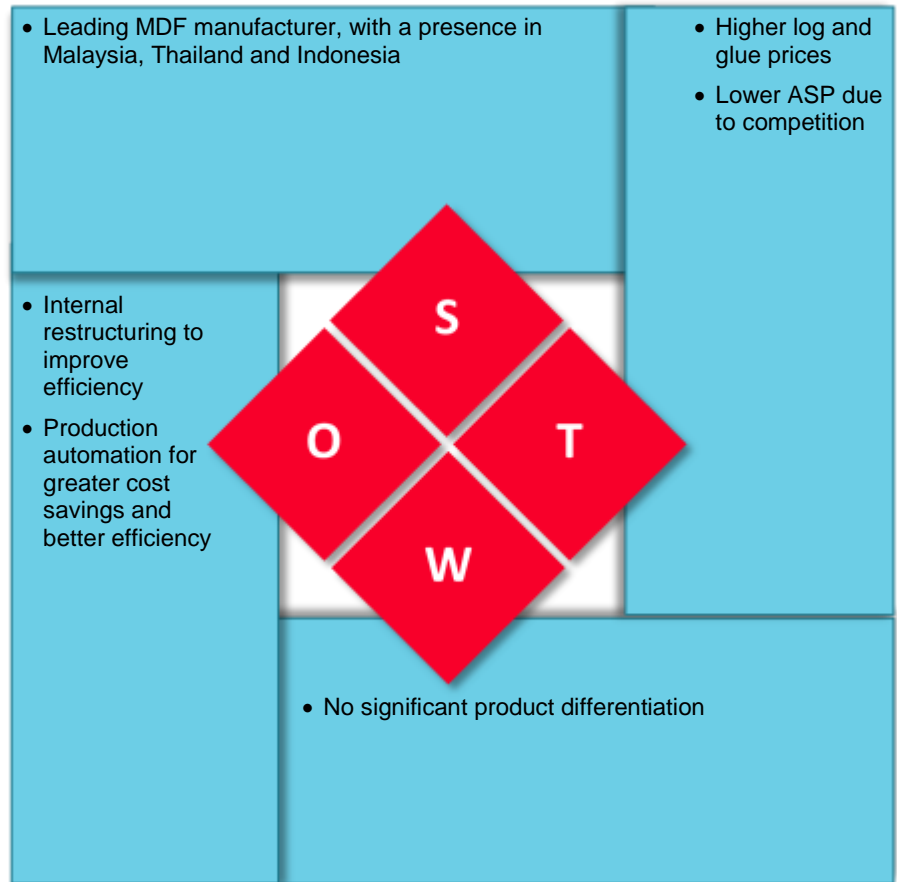 • Leading MDF manufacturer, with a presence in
Malaysia, Thailand and Indonesia
• Higher log and
glue prices
• Lower ASP due
to competition
• Internal
restructuring to
improve
efficiency
• Production
automation for
greater cost
savings and
better efficiency
S
O
T
W
• No significant product differentiation